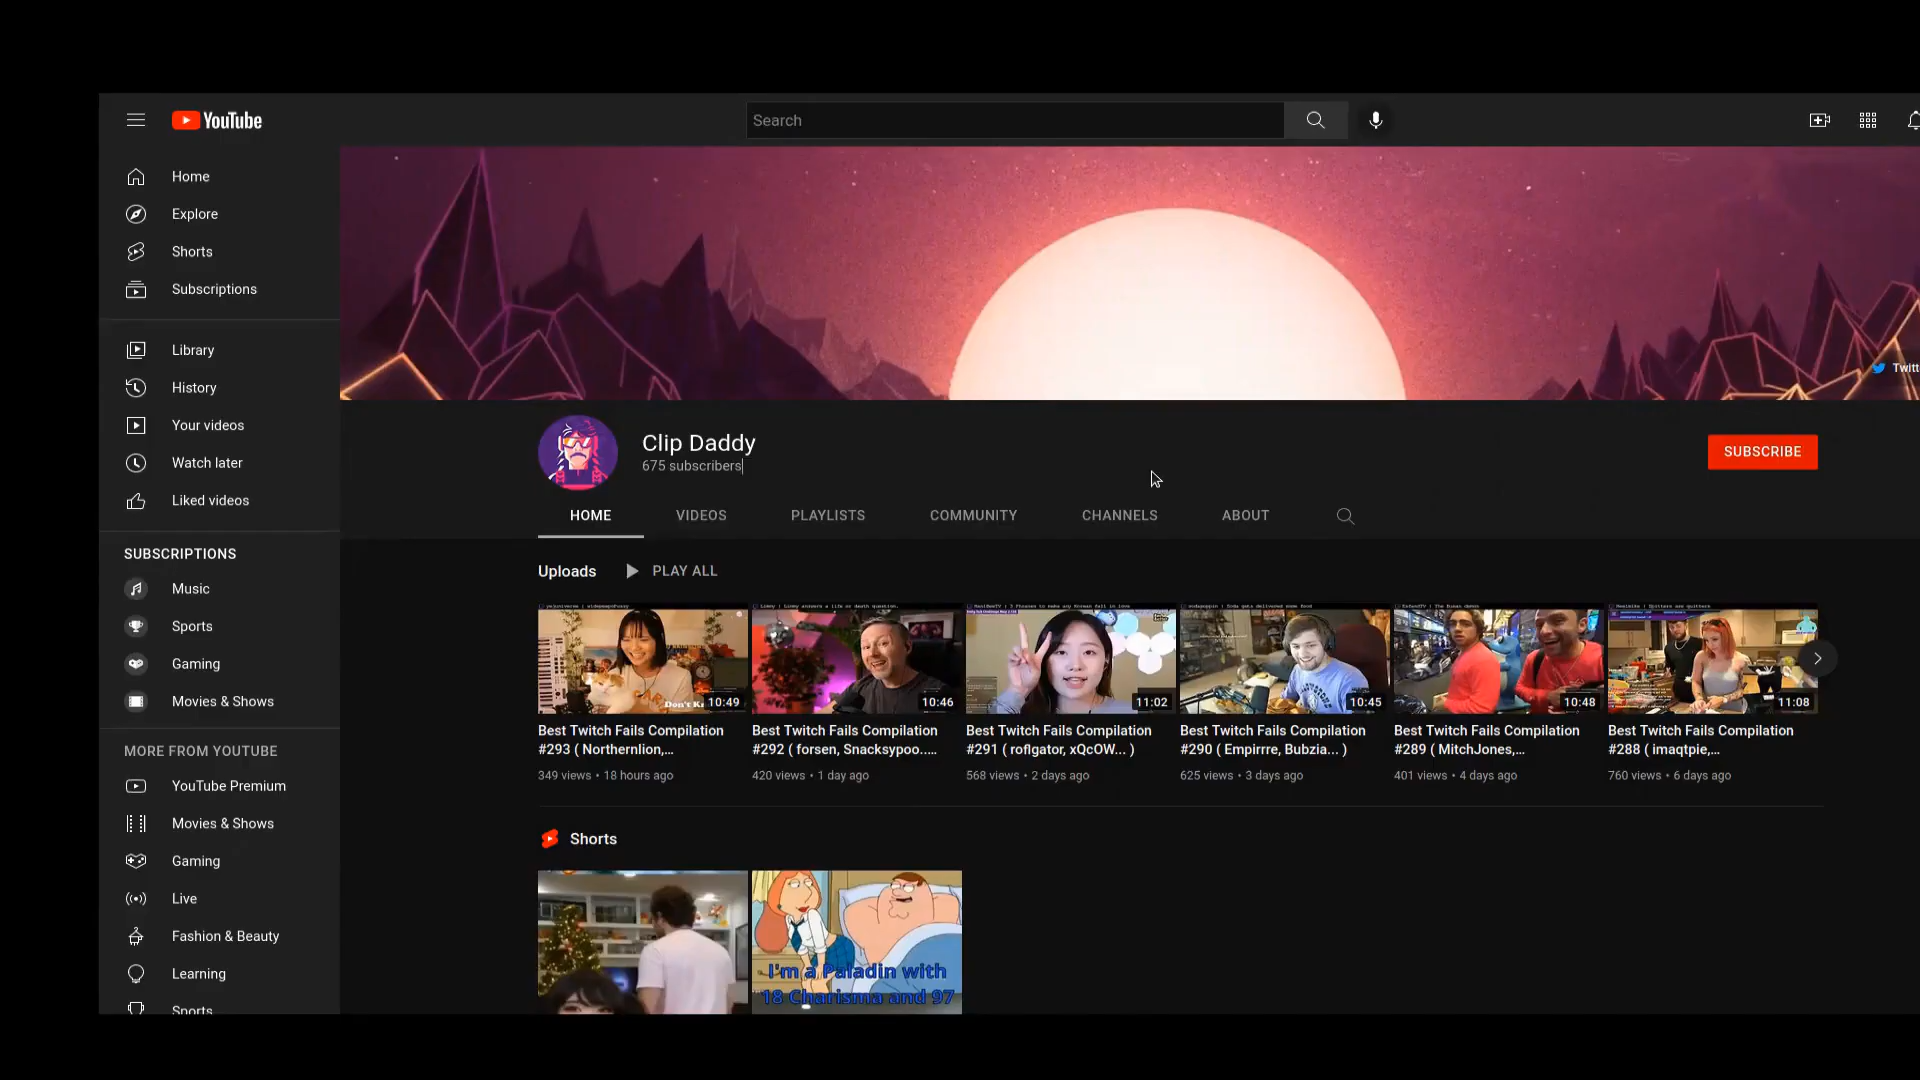 YouTube
Search
Home
Explore
Shorts
Subscriptions
Library
History
Your videos
Watch later
Liked videos
SUBSCRIPTIONS
Music
Sports
Gaming
Movies & Shows
MORE FROM YOUTUBE
YouTube Premium
Movies & Shows
Gaming
Live
Fashion & Beauty
Learning
Sports
Twitt
Clip Daddy
675 subscribers
SUBSCRIBE
HOME VIDEOS PLAYLISTS COMMUNITY CHANNELS ABOUT
Uploads PLAY ALL
10:49 10:46 11:02 10:45 10:48 11:08
Best Twitch Fails Compilation
#293 ( Northernlion,...
349 views • 18 hours ago
Best Twitch Fails Compilation
#292 ( forsen, Snacksypoo.....
420 views • 1 day ago
Best Twitch Fails Compilation
#291 ( roflgator, xQcOW... )
568 views • 2 days ago
Best Twitch Fails Compilation
#290 ( Empirrre, Bubzia... )
625 views • 3 days ago
Best Twitch Fails Compilation
#289 ( MitchJones,...
401 views • 4 days ago
Best Twitch Fails Compilation
#288 ( imaqtpie,...
760 views • 6 days ago
Shorts
I'm a Paladin with
18 Charisma and 97